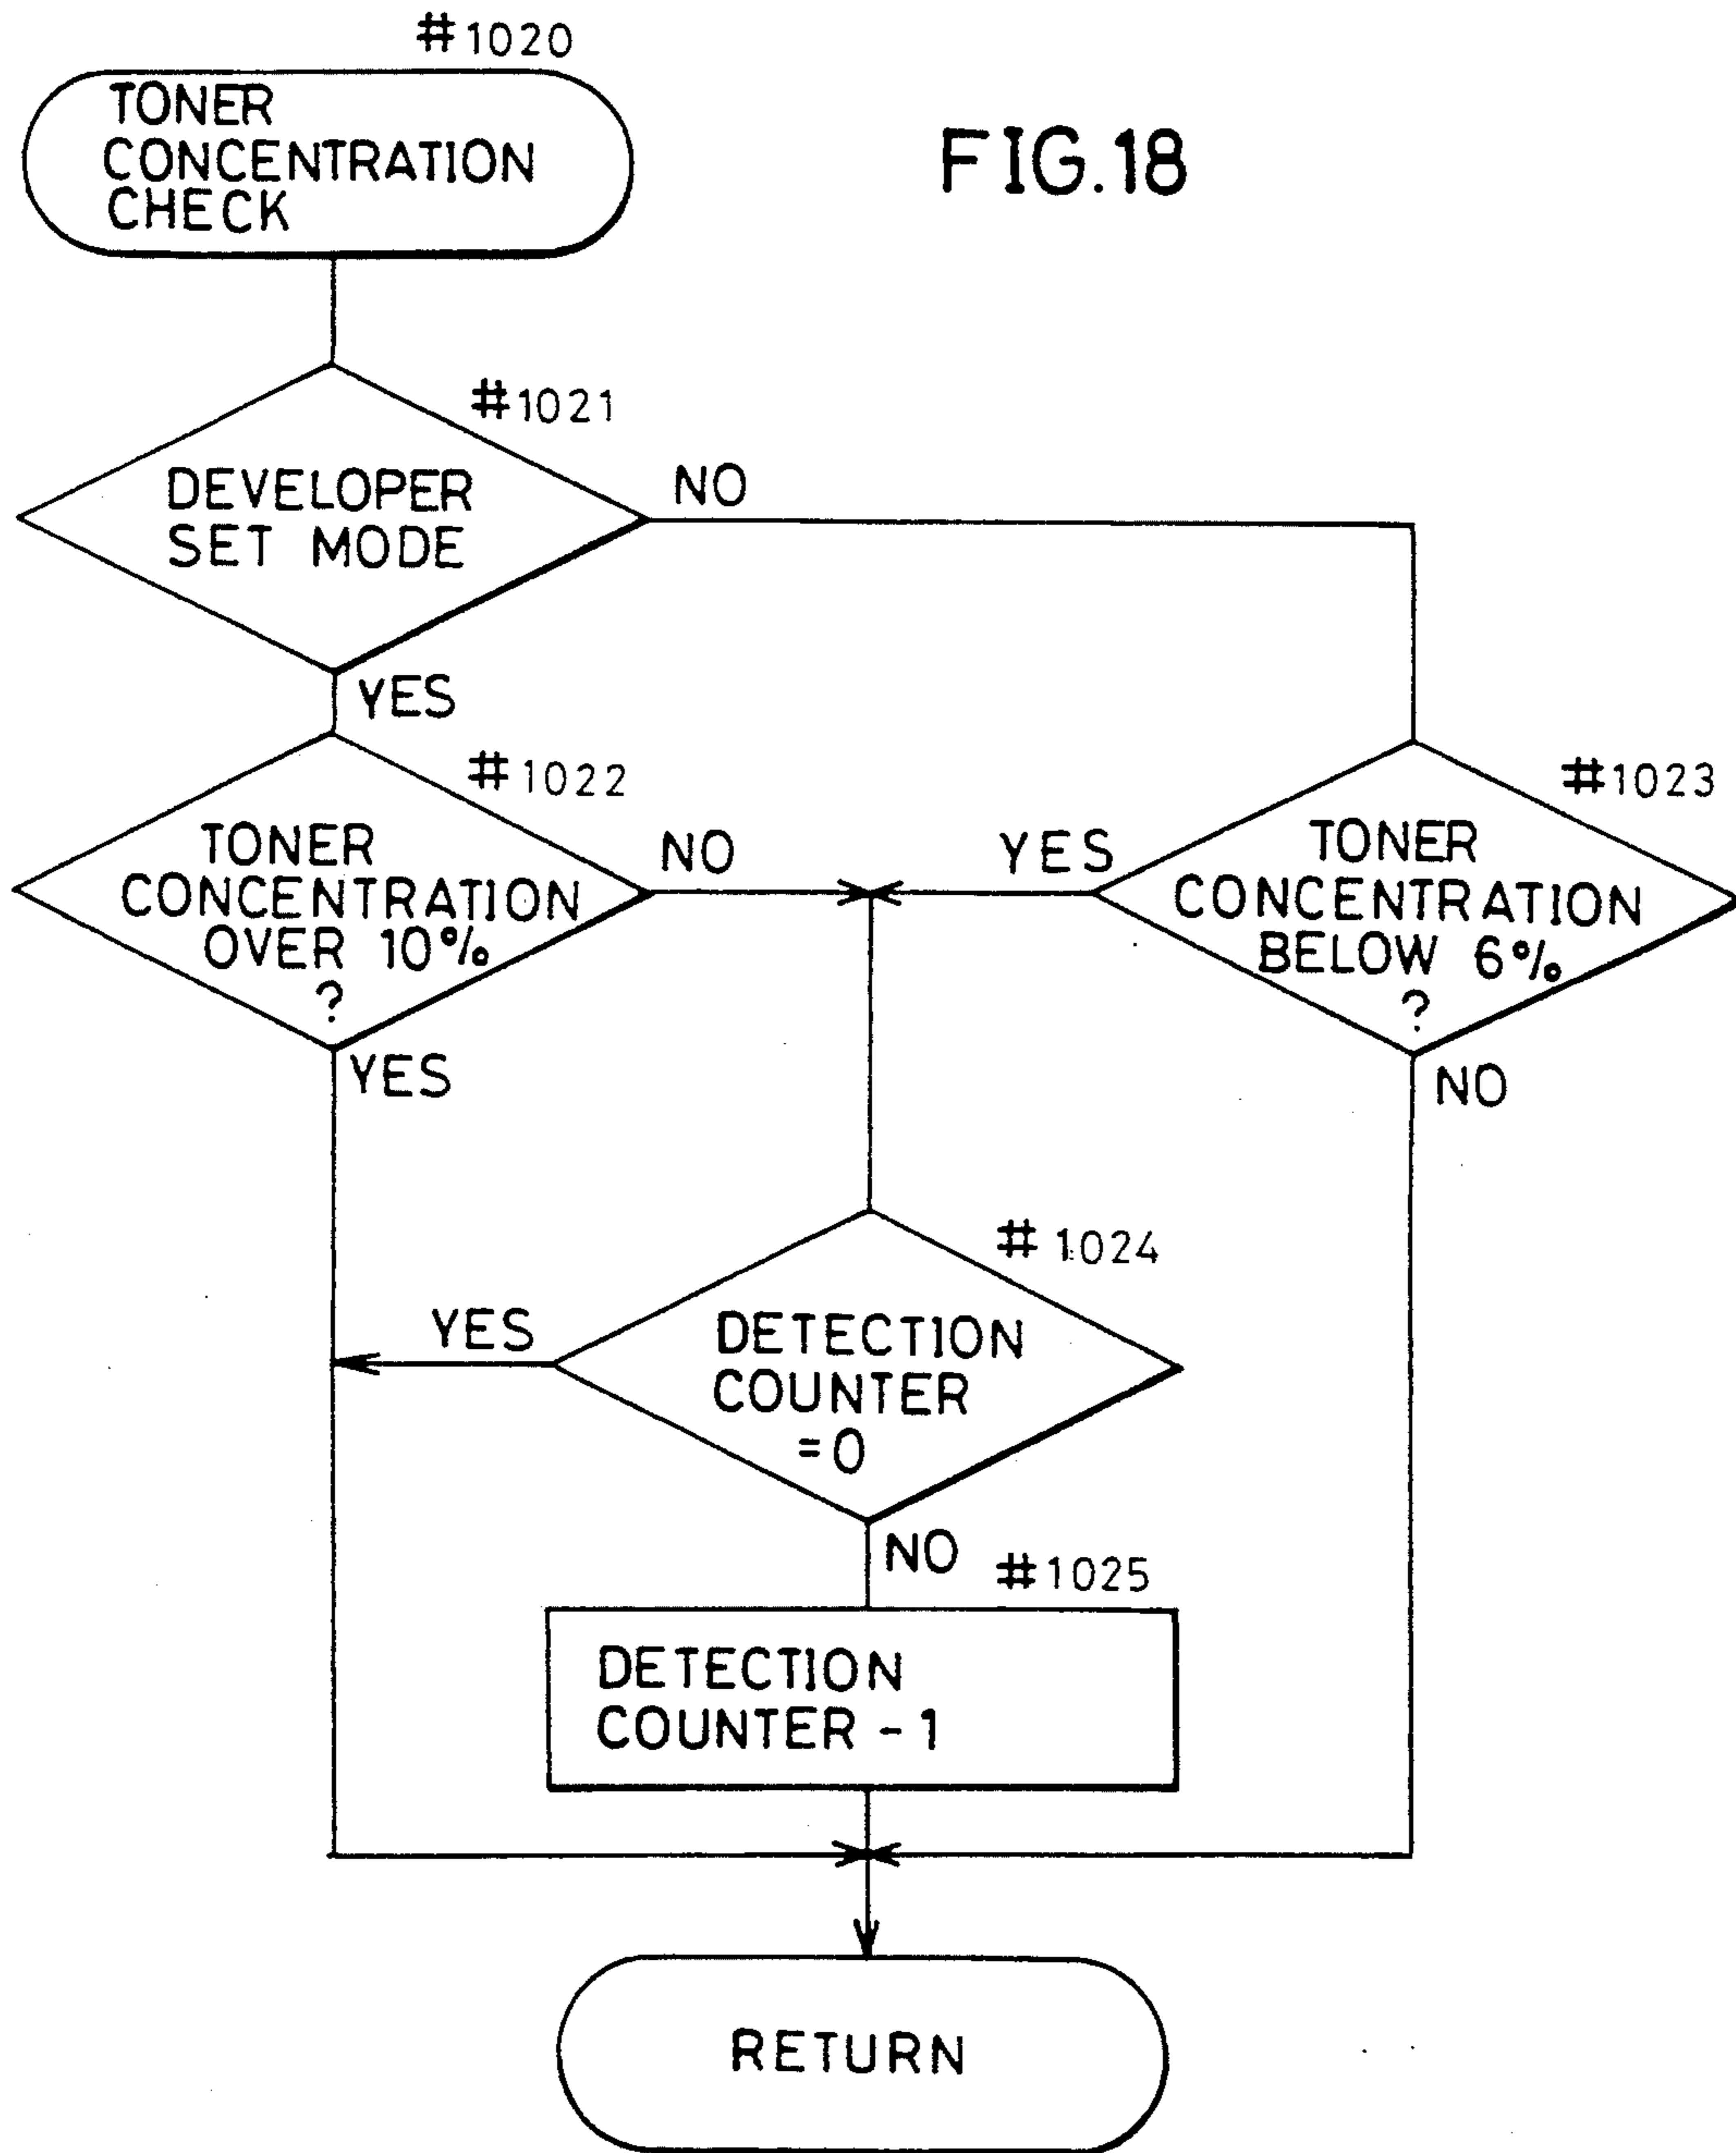 #1020
TONER
CONCENTRATION
CHECK
FIG.18
#1021
DEVELOPER
SET MODE
NO
YES
#1022
TONER
CONCENTRATION
OVER 10%
?
NO
YES
#1023
TONER
CONCENTRATION
BELOW 6%
?
YES
NO
#1024
DETECTION
COUNTER
=0
YES
NO
#1025
DETECTION
COUNTER -1
RETURN